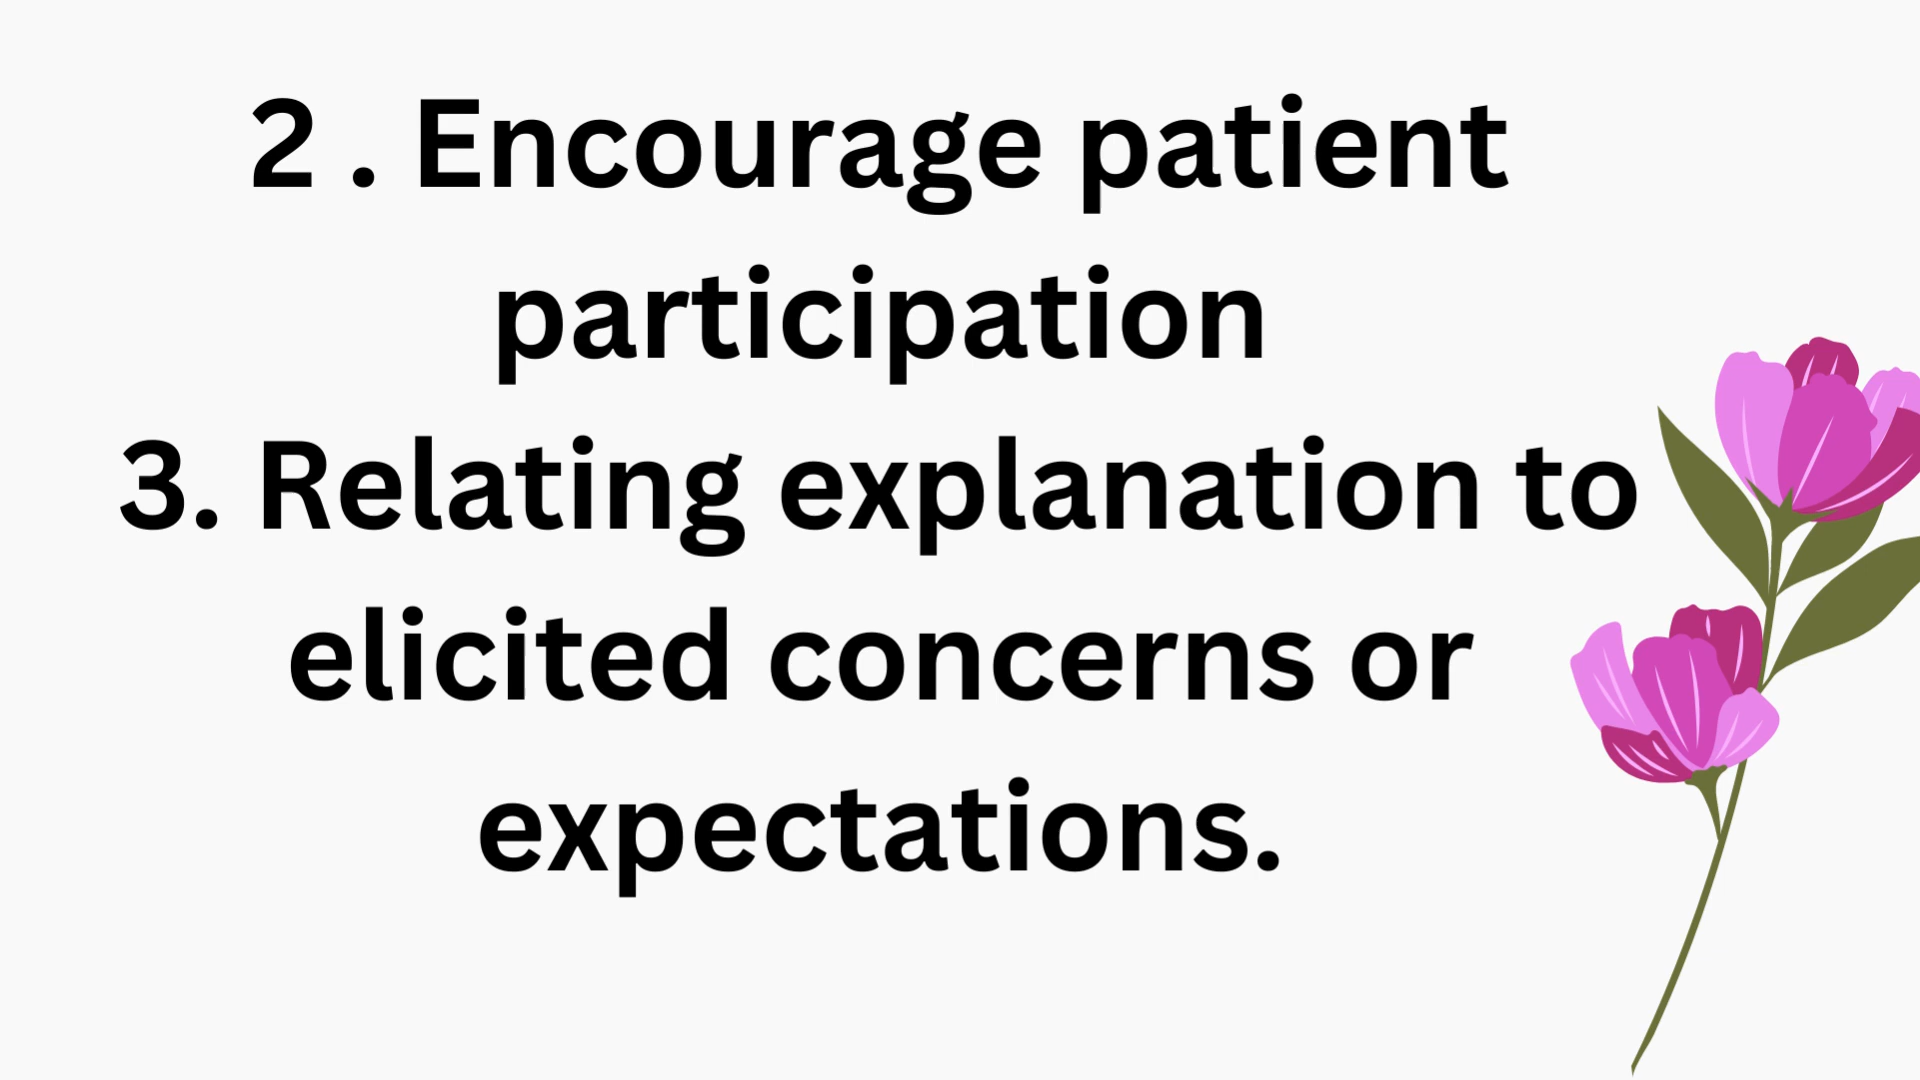 2 . Encourage patient
participation
3. Relating explanation to
elicited concerns or
expectations.